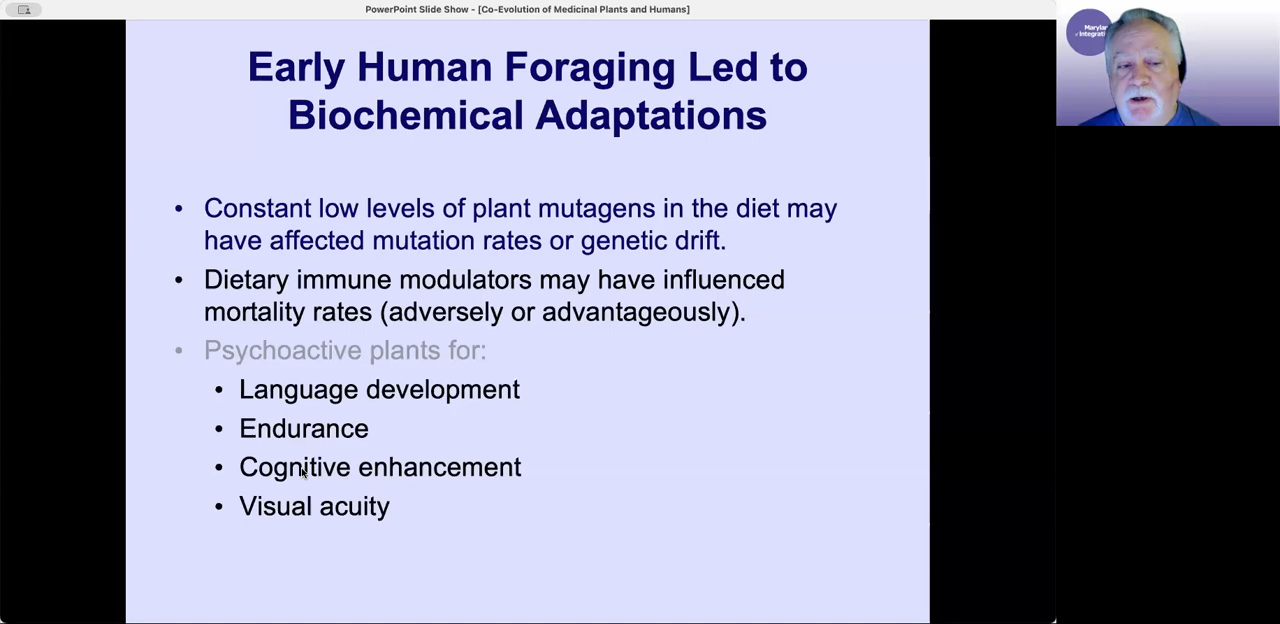 PowerPoint Slide Show - [Co-Evolution of Medicinal Plants and Humans]
Early Human Foraging Led to
Biochemical Adaptations
• Constant low levels of plant mutagens in the diet may
have affected mutation rates or genetic drift.
• Dietary immune modulators may have influenced
mortality rates (adversely or advantageously).
• Psychoactive plants for:
• Language development
• Endurance
• Cognitive enhancement
• Visual acuity